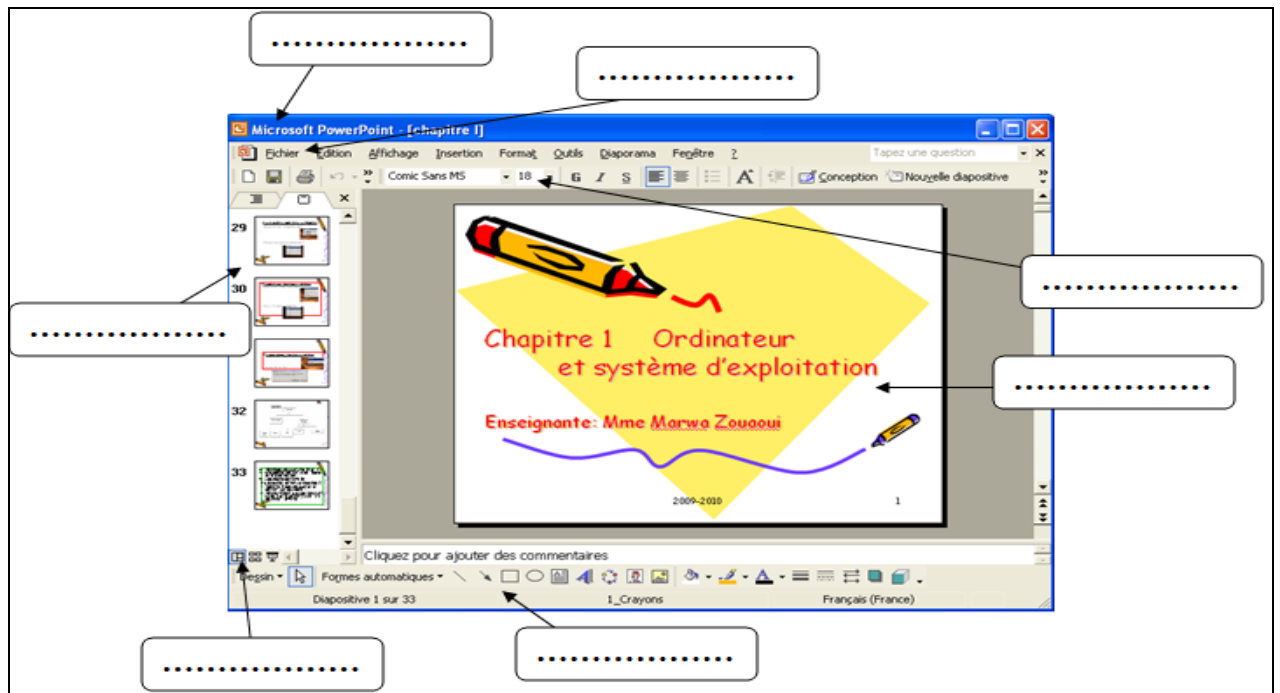 ..................
..................
Microsoft PowerPoint - [chapitre I]
Fichier Edition Affichage Insertion Format Outils Diaporama Fenêtre ? Tapez une question
Comic Sans MS 18 G I S Conception Nouvelle diapositive
29
30
..................
..................
Chapitre 1 Ordinateur
et système d'exploitation
..................
32
Enseignante: Mme Marwa Zouaoui
33
2009-2010 1
Cliquez pour ajouter des commentaires
Dessin Formes automatiques
Diapositive 1 sur 33 1_Crayons Français (France)
..................
..................